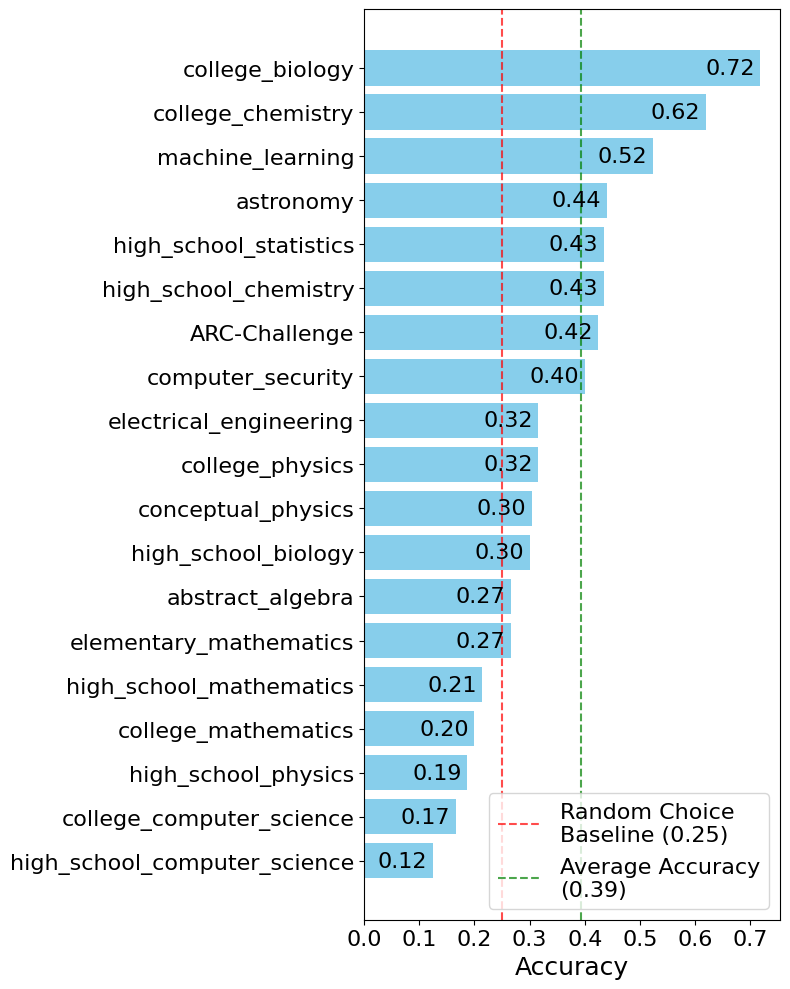 college_biology 0.72
college_chemistry 0.62
machine_learning 0.52
astronomy 0.44
high_school_statistics 0.43
high_school_chemistry 0.43
ARC-Challenge 0.42
computer_security 0.40
electrical_engineering 0.32
college_physics 0.32
conceptual_physics 0.30
high_school_biology 0.30
abstract_algebra 0.27
elementary_mathematics 0.27
high_school_mathematics 0.21
college_mathematics 0.20
high_school_physics 0.19
college_computer_science 0.17
high_school_computer_science 0.12
Random Choice
Baseline (0.25)
Average Accuracy
(0.39)
0.0 0.1 0.2 0.3 0.4 0.5 0.6 0.7
Accuracy